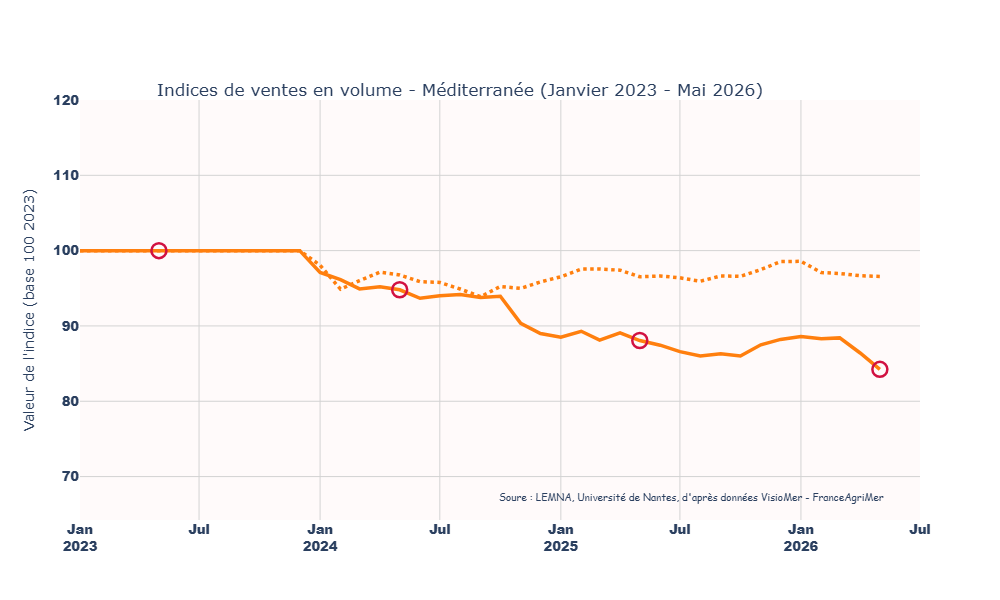 Indices de ventes en volume - Méditerranée (Janvier 2023 - Mai 2026)
Valeur de l'indice (base 100 2023)
120
110
100
90
80
70
Soure : LEMNA, Université de Nantes, d'après données VisioMer - FranceAgriMer
Jan Jul Jan Jul Jan Jul Jan Jul
2023 2024 2025 2026